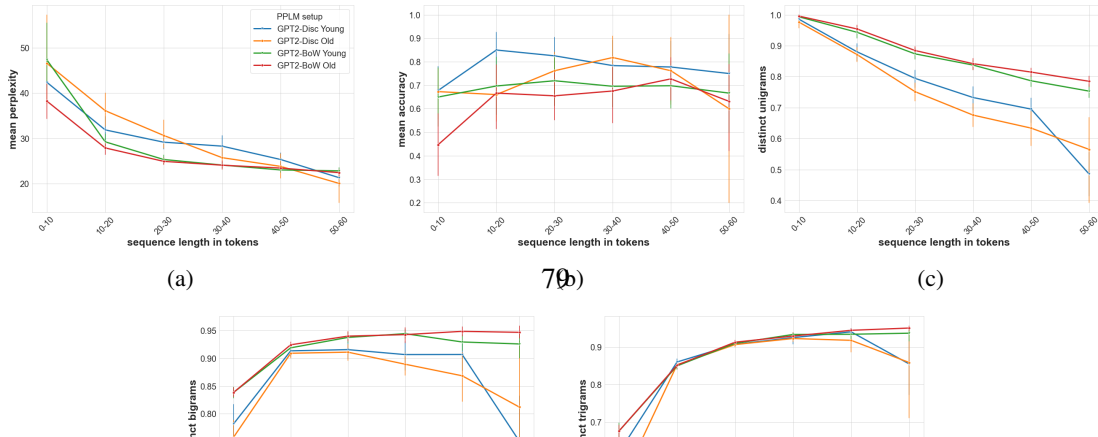 PPLM setup
GPT2-Disc Young
GPT2-Disc Old
GPT2-BoW Young
GPT2-BoW Old
50
40
30
20
mean perplexity
0-10
10-20
20-30
30-40
40-50
50-60
sequence length in tokens
(a)
1.0
0.9
0.8
0.7
0.6
0.5
0.4
0.3
0.2
mean accuracy
0-10
10-20
20-30
30-40
40-50
50-60
sequence length in tokens
(b)
79
1.0
0.9
0.8
0.7
0.6
0.5
0.4
distinct unigrams
0-10
10-20
20-30
30-40
40-50
50-60
sequence length in tokens
(c)
0.95
0.90
0.85
0.80
nct bigrams
0.9
0.8
0.7
nct trigrams